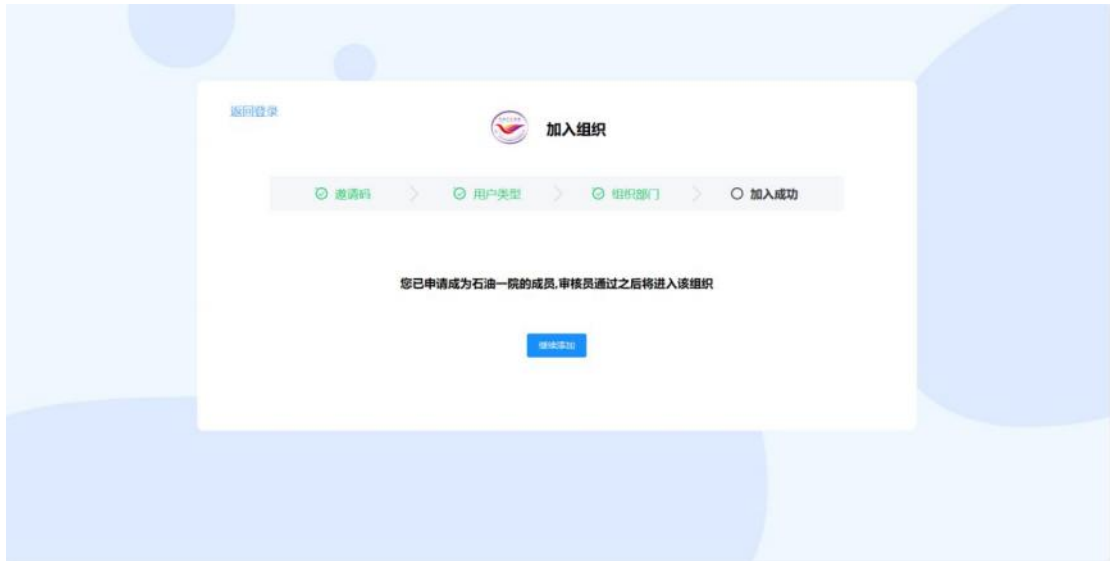 返回登录
加入组织
邀请码 用户类型 组织部门 加入成功
您已申请成为石油一院的成员,审核员通过之后将进入该组织
继续添加